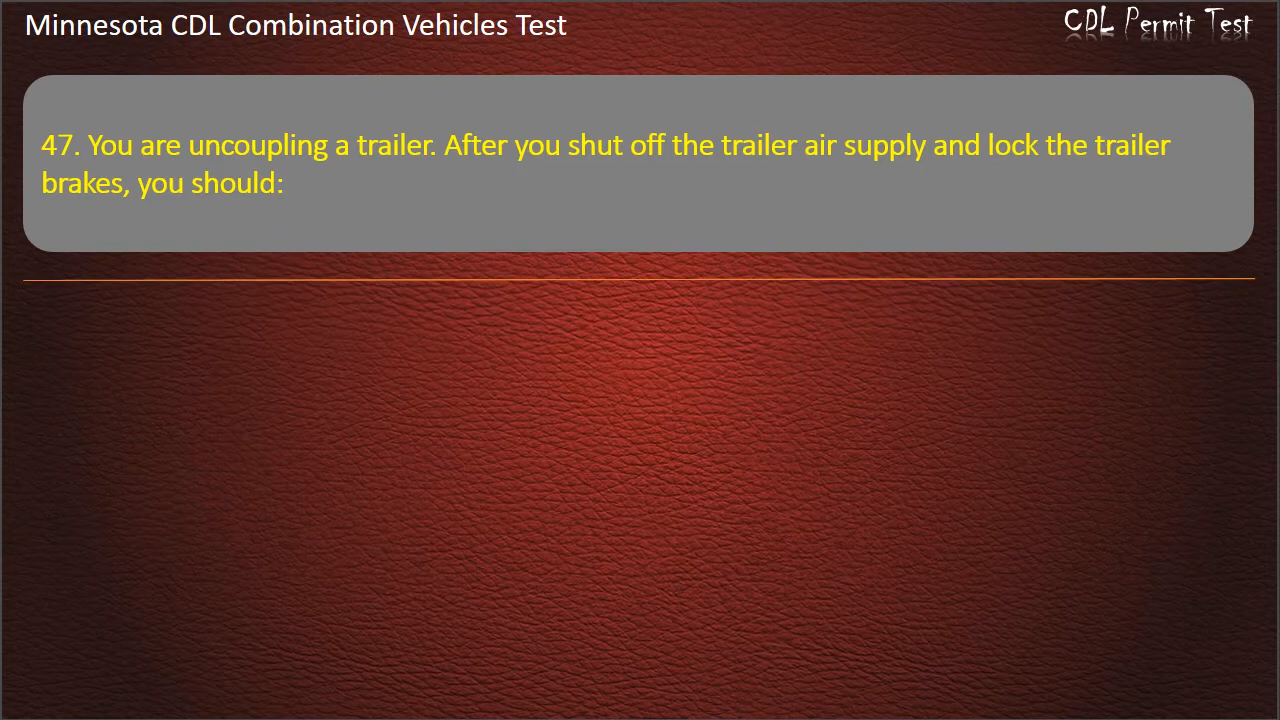 Minnesota CDL Combination Vehicles Test
CDL Permit Test
47. You are uncoupling a trailer. After you shut off the trailer air supply and lock the trailer
brakes, you should: